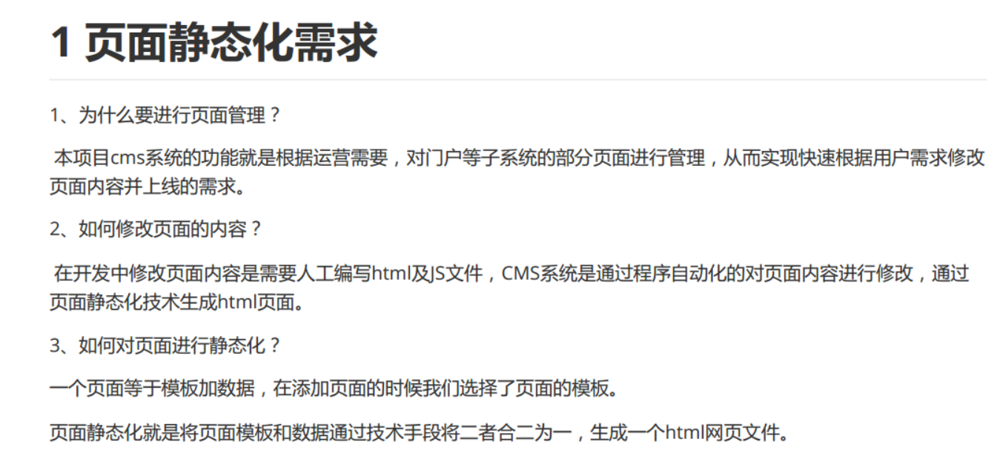 1 页面静态化需求
1、为什么要进行页面管理？
本项目cms系统的功能就是根据运营需要，对门户等子系统的部分页面进行管理，从而实现快速根据用户需求修改
页面内容并上线的需求。
2、如何修改页面的内容？
在开发中修改页面内容是需要人工编写html及JS文件，CMS系统是通过程序自动化的对页面内容进行修改，通过
页面静态化技术生成html页面。
3、如何对页面进行静态化？
一个页面等于模板加数据，在添加页面的时候我们选择了页面的模板。
页面静态化就是将页面模板和数据通过技术手段将二者合二为一，生成一个html网页文件。